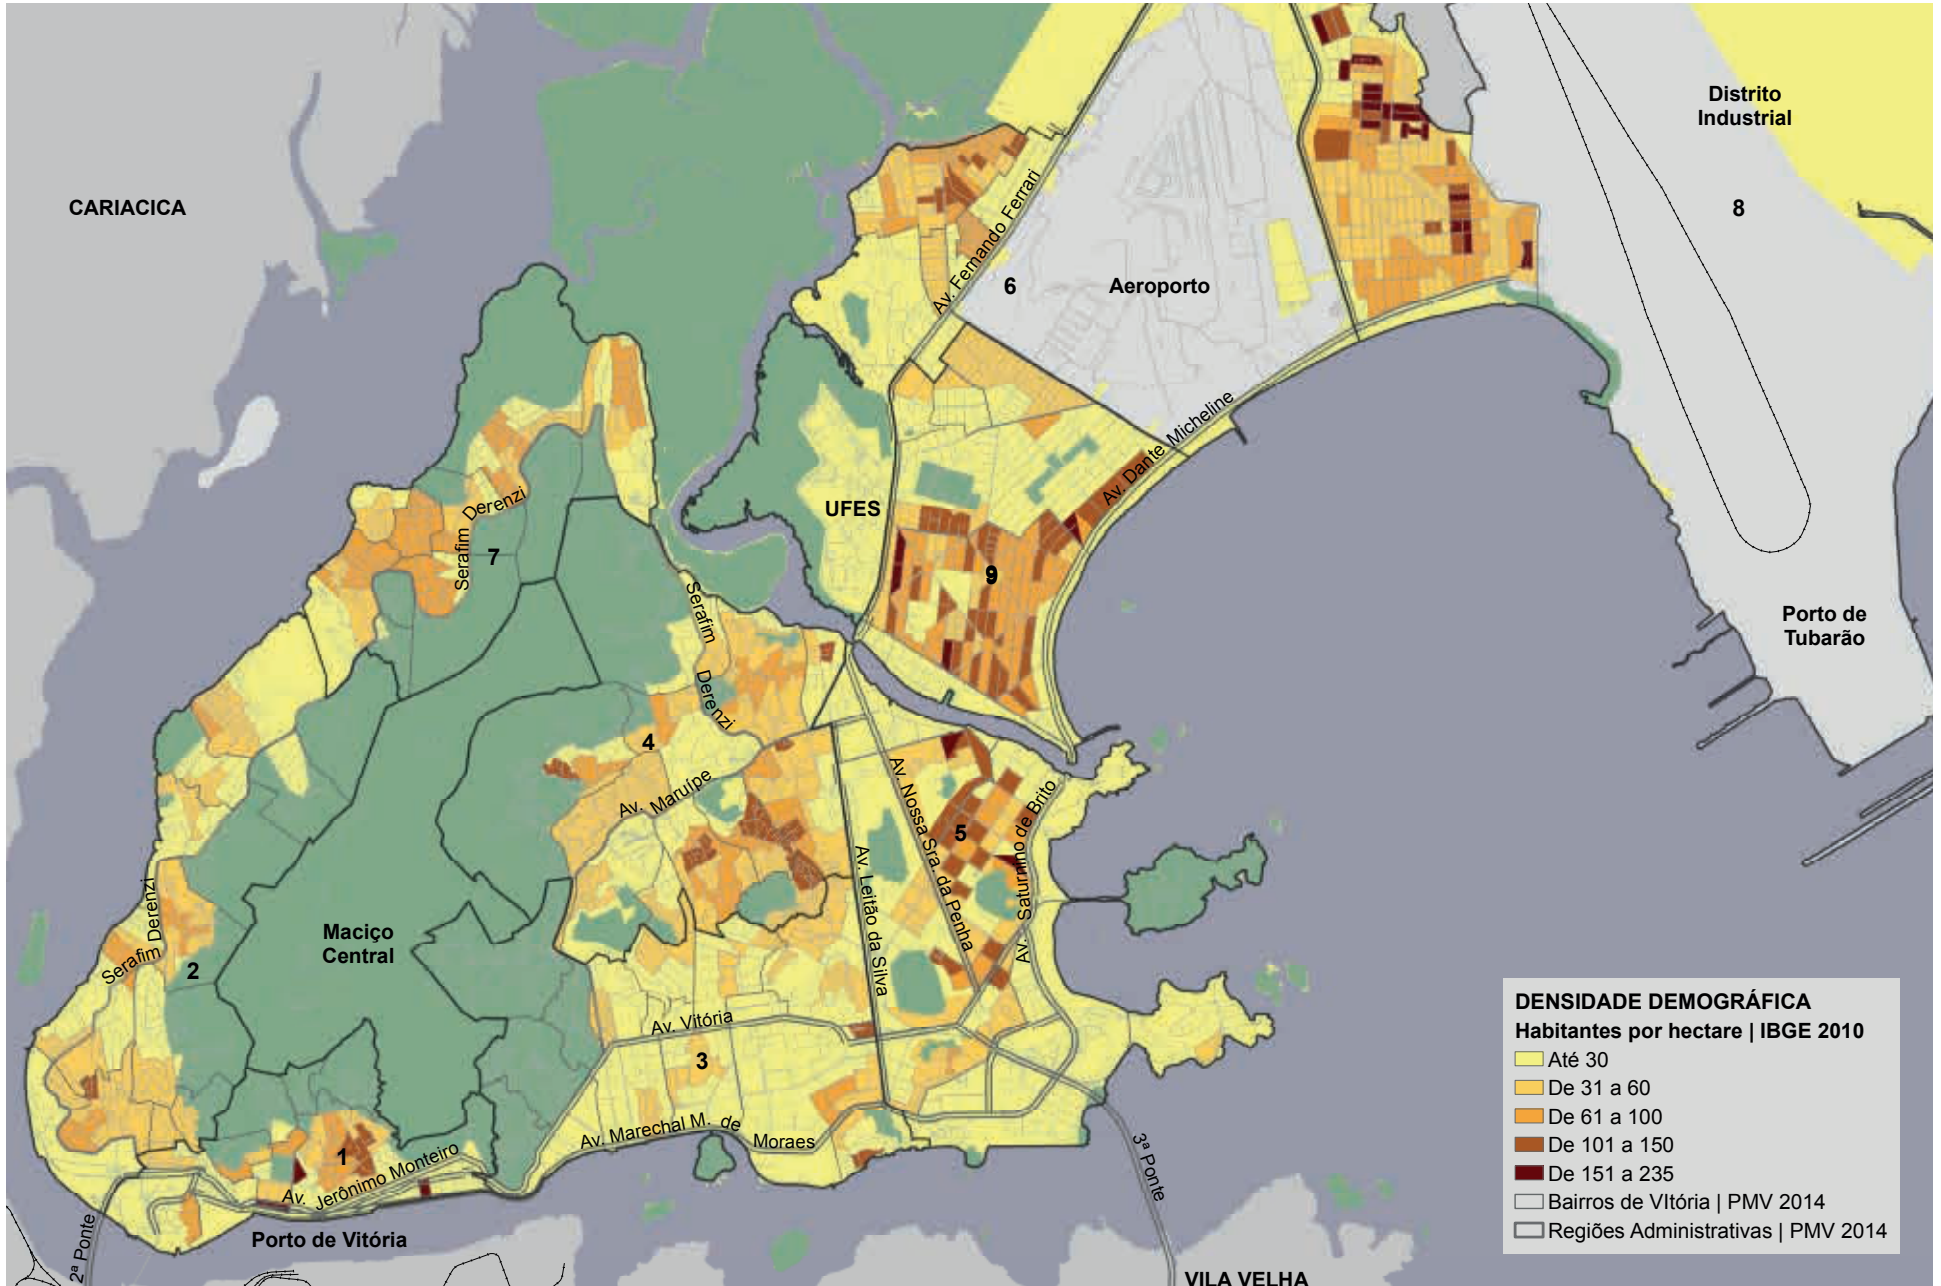 Distrito
Industrial
CARIACICA
8
Av. Fernando Ferrari
6
Aeroporto
Av. Dante Micheline
UFES
Serafim Derenzi
7
9
Serafim Derenzi
Porto de
Tubarão
4
Av. Maruípe
Av. Nossa Sra. da Penha
5
Av. Saturnino de Brito
Av. Leitão da Silva
Serafim Derenzi
Maciço
Central
2
Av. Vitória
3
Av. Marechal M. de Moraes
1
Av. Jerônimo Monteiro
3ª Ponte
2ª Ponte
Porto de Vitória
VILA VELHA
DENSIDADE DEMOGRÁFICA
Habitantes por hectare | IBGE 2010
Até 30
De 31 a 60
De 61 a 100
De 101 a 150
De 151 a 235
Bairros de VItória | PMV 2014
Regiões Administrativas | PMV 2014